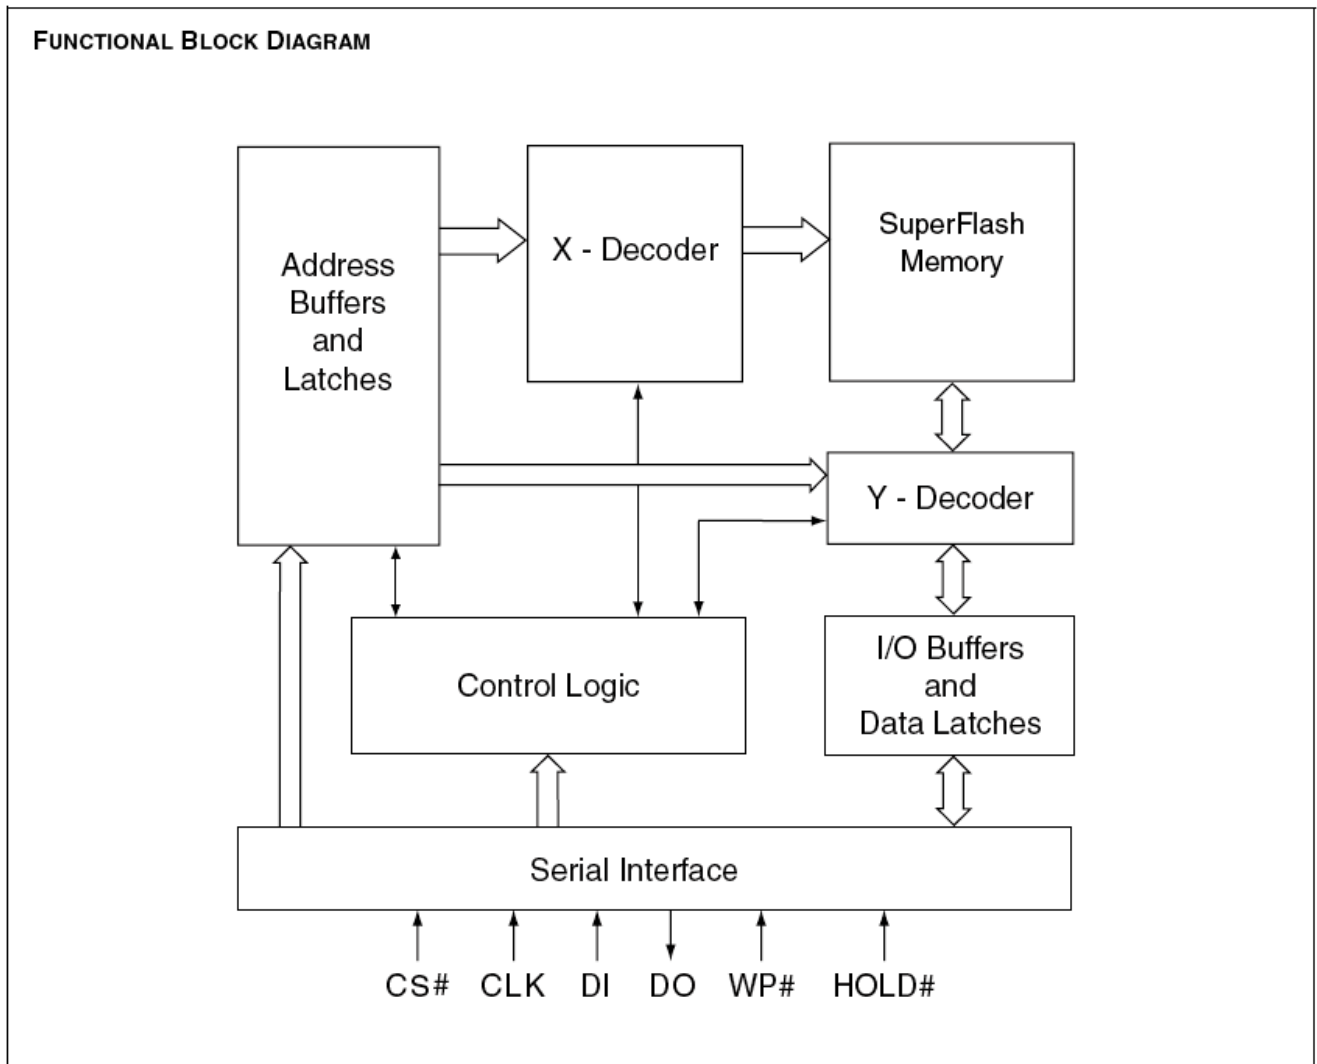 FUNCTIONAL BLOCK DIAGRAM
Address
Buffers
and
Latches
X - Decoder
SuperFlash
Memory
Y - Decoder
Control Logic
I/O Buffers
and
Data Latches
Serial Interface
CS# CLK DI DO WP# HOLD#